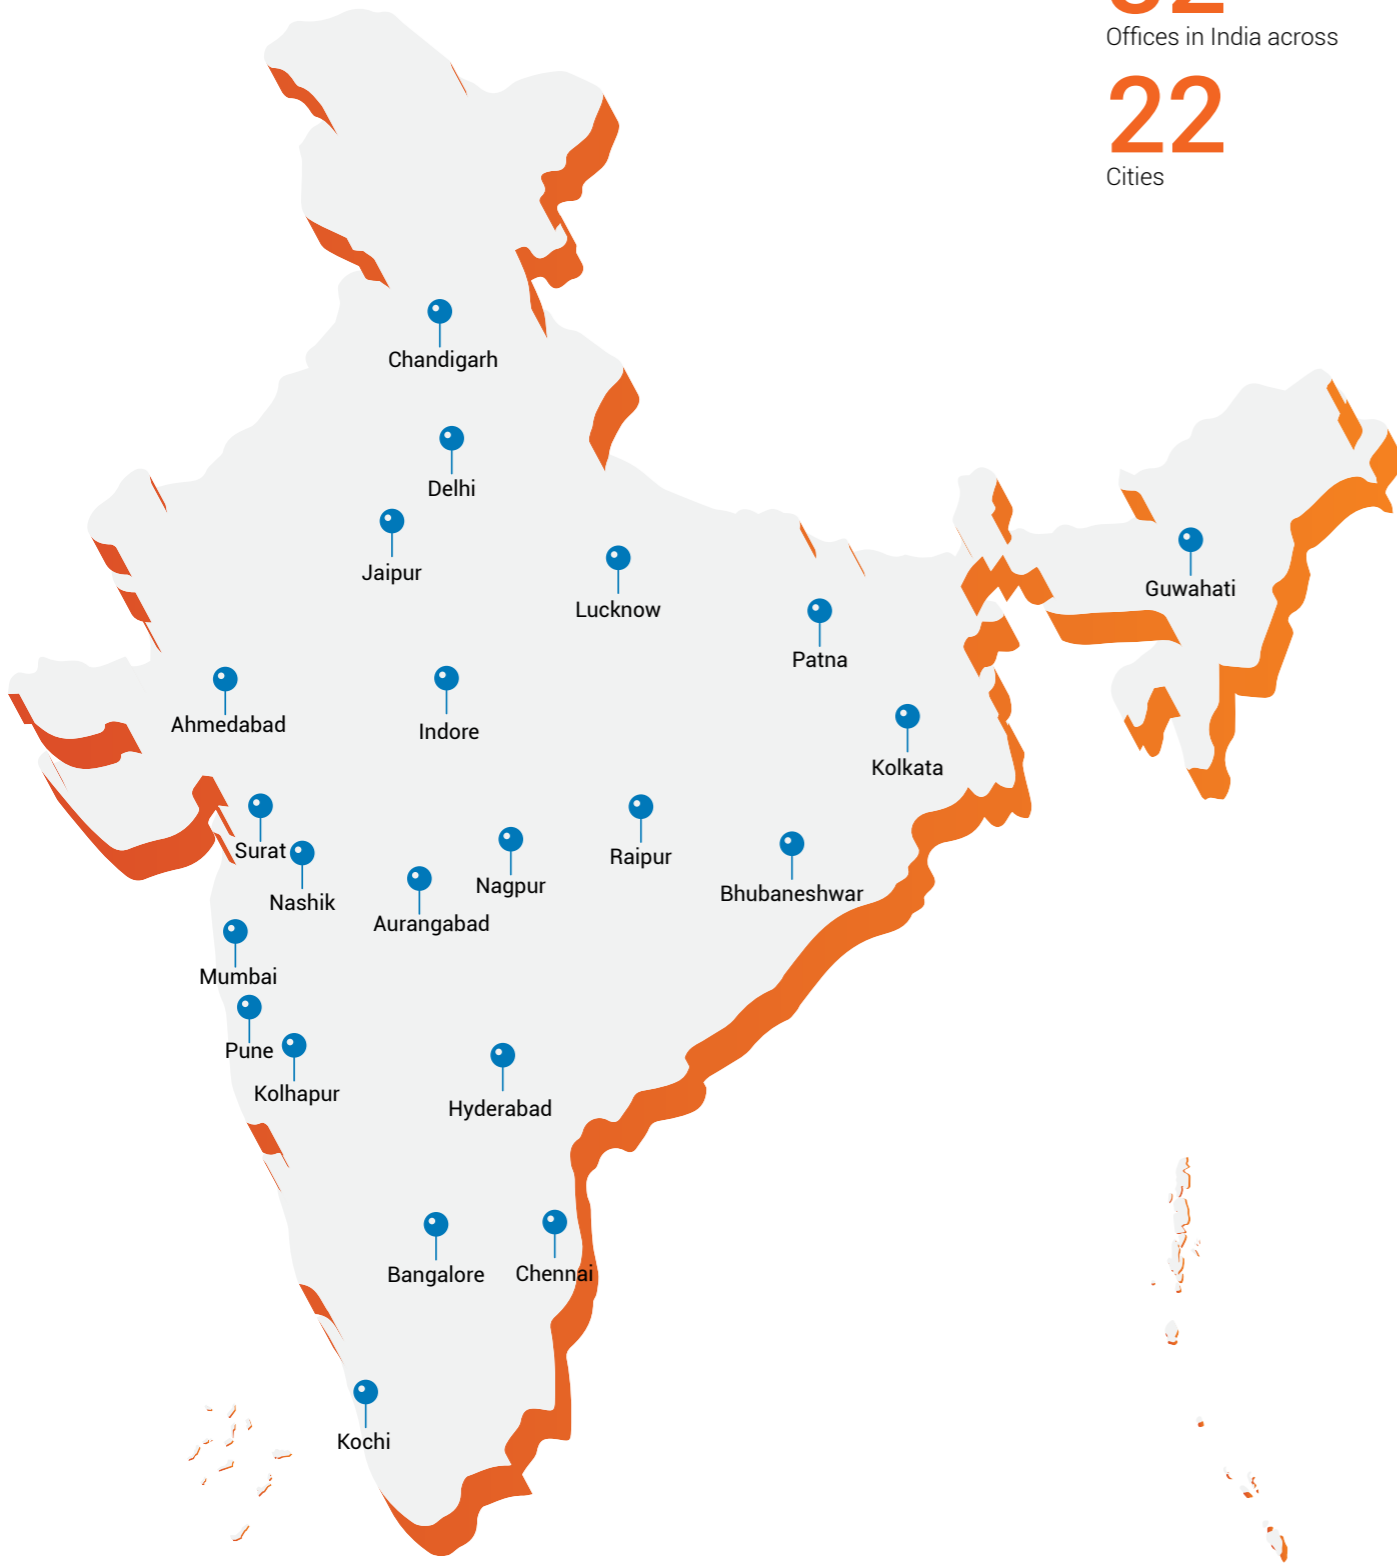 Offices in India across
22
Cities
Chandigarh
Delhi
Jaipur
Lucknow
Guwahati
Patna
Ahmedabad
Indore
Kolkata
Surat
Nashik
Aurangabad
Nagpur
Raipur
Bhubaneshwar
Mumbai
Pune
Kolhapur
Hyderabad
Bangalore
Chennai
Kochi